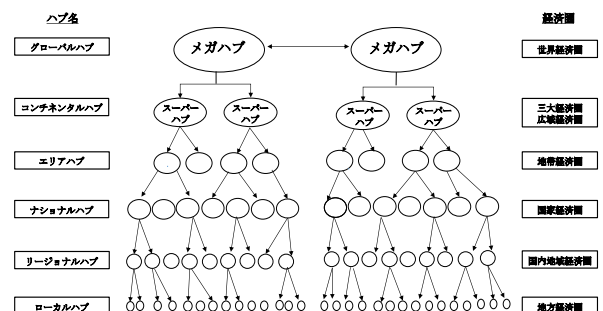 ハブ名
経済圏
グローバルハブ
メガハブ
メガハブ
世界経済圏
コンチネンタルハブ
スーパー
ハブ
スーパー
ハブ
スーパー
ハブ
スーパー
ハブ
三大経済圏
広域経済圏
エリアハブ
地帯経済圏
ナショナルハブ
国家経済圏
リージョナルハブ
国内地域経済圏
ローカルハブ
地方経済圏